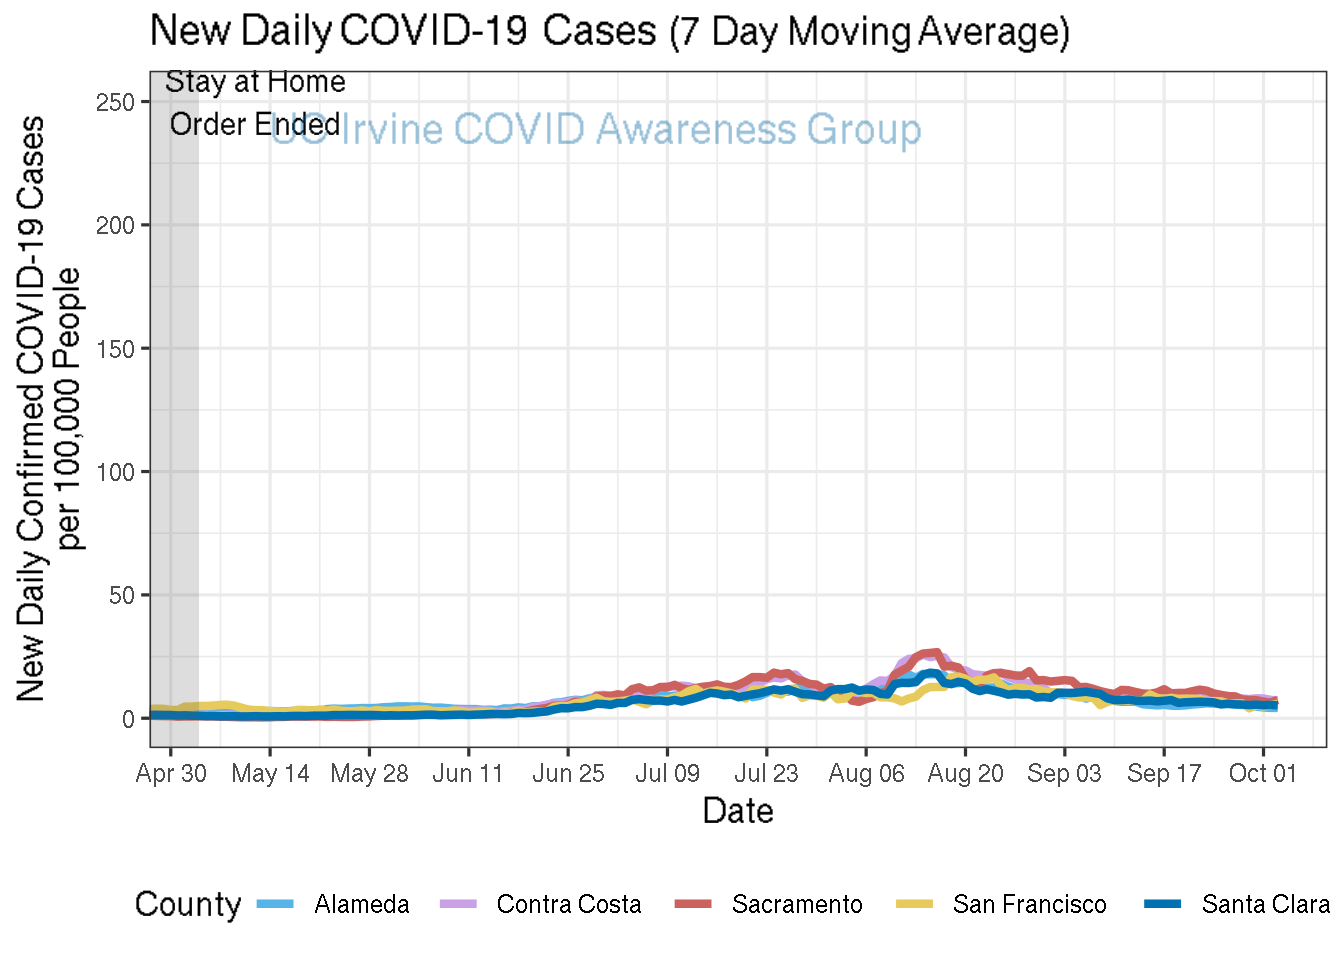 New Daily COVID-19 Cases (7 Day Moving Average)
Stay at Home
Order Ended
UC Irvine COVID Awareness Group
New Daily Confirmed COVID-19 Cases
per 100,000 People
250
200
150
100
50
0
Apr 30 May 14 May 28 Jun 11 Jun 25 Jul 09 Jul 23 Aug 06 Aug 20 Sep 03 Sep 17 Oct 01
Date
County Alameda Contra Costa Sacramento San Francisco Santa Clara